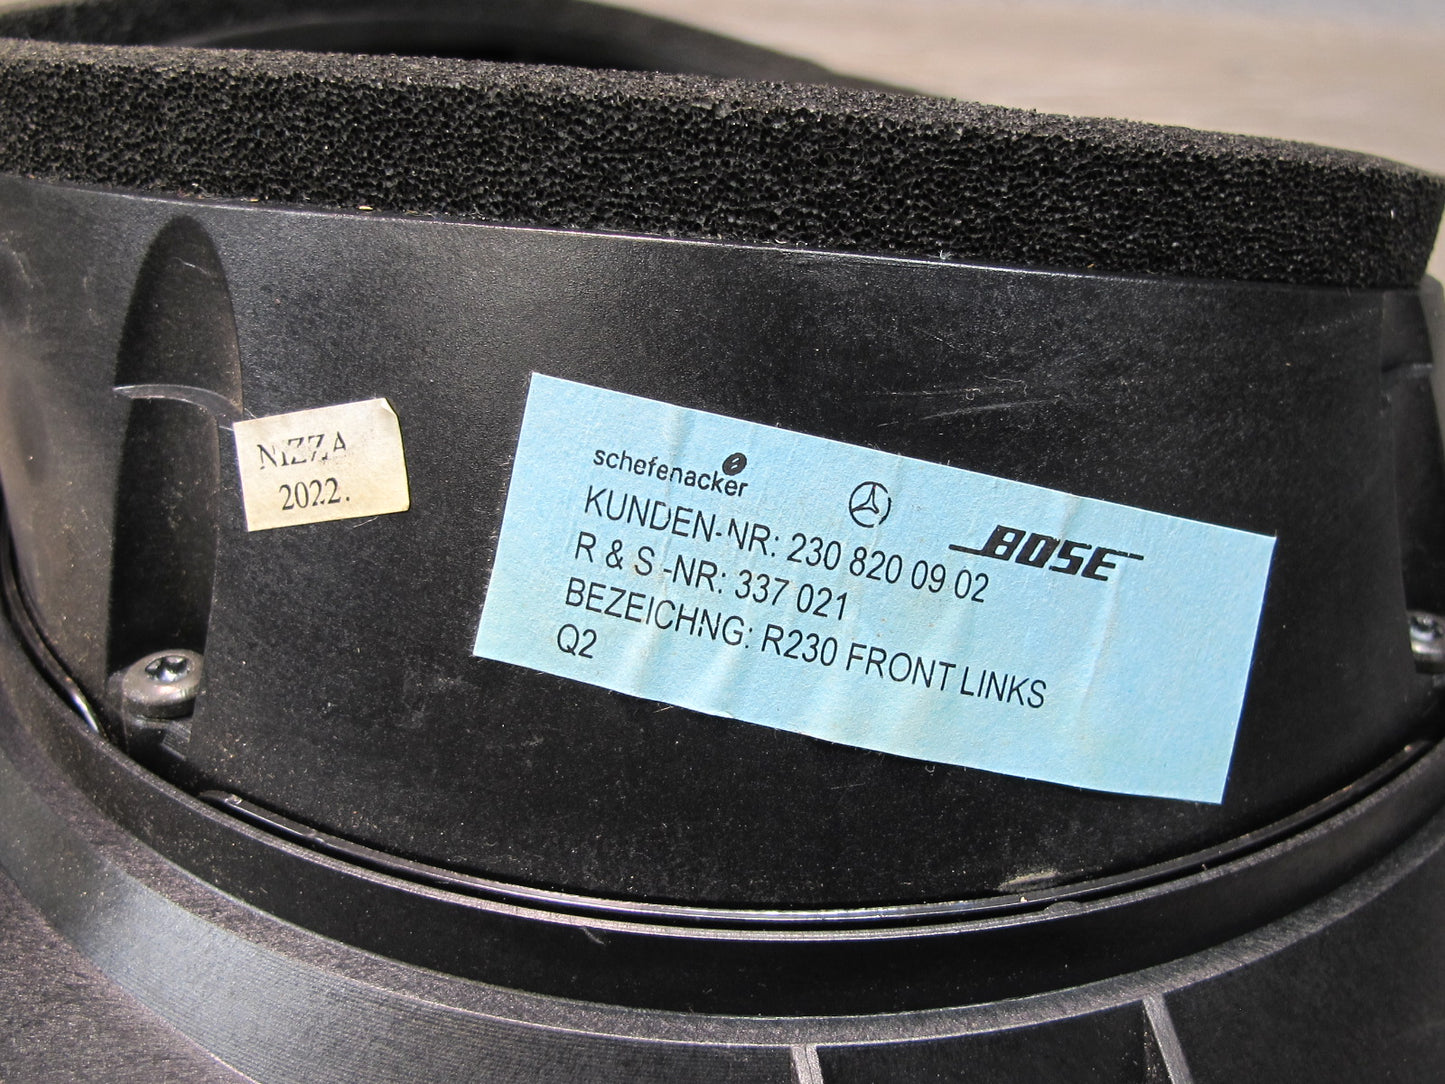 NIZZA
2022.
schefenacker
BOSE
KUNDEN-NR: 230 820 09 02
R & S-NR: 337 021
BEZEICHNG: R230 FRONT LINKS
Q2